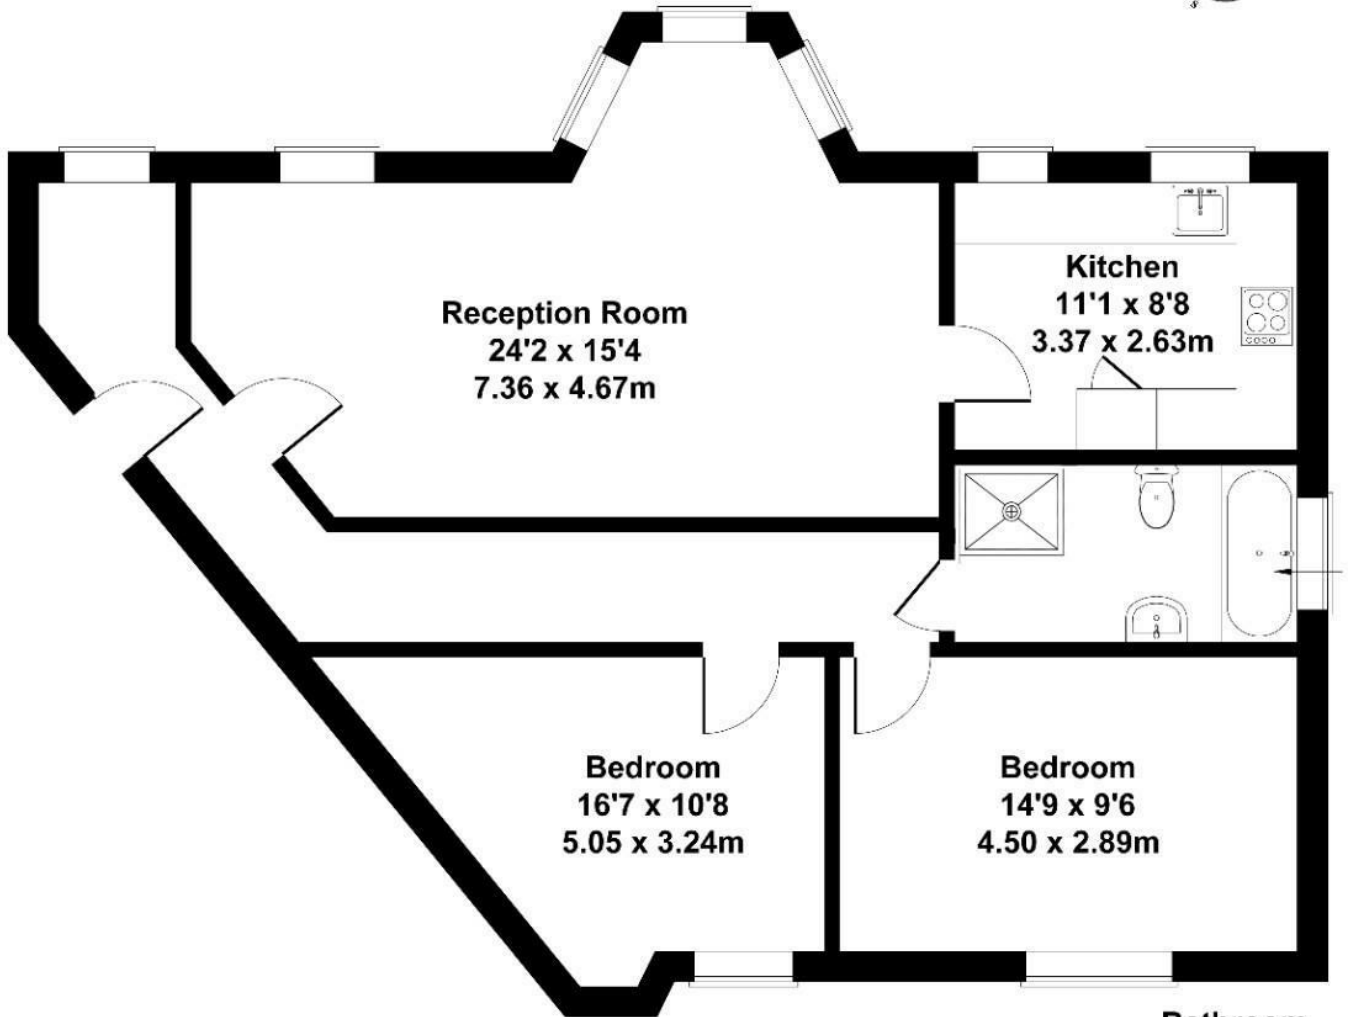 Reception Room
24'2 x 15'4
7.36 x 4.67m
Kitchen
11'1 x 8'8
3.37 x 2.63m
Bedroom
16'7 x 10'8
5.05 x 3.24m
Bedroom
14'9 x 9'6
4.50 x 2.89m
Bathroom